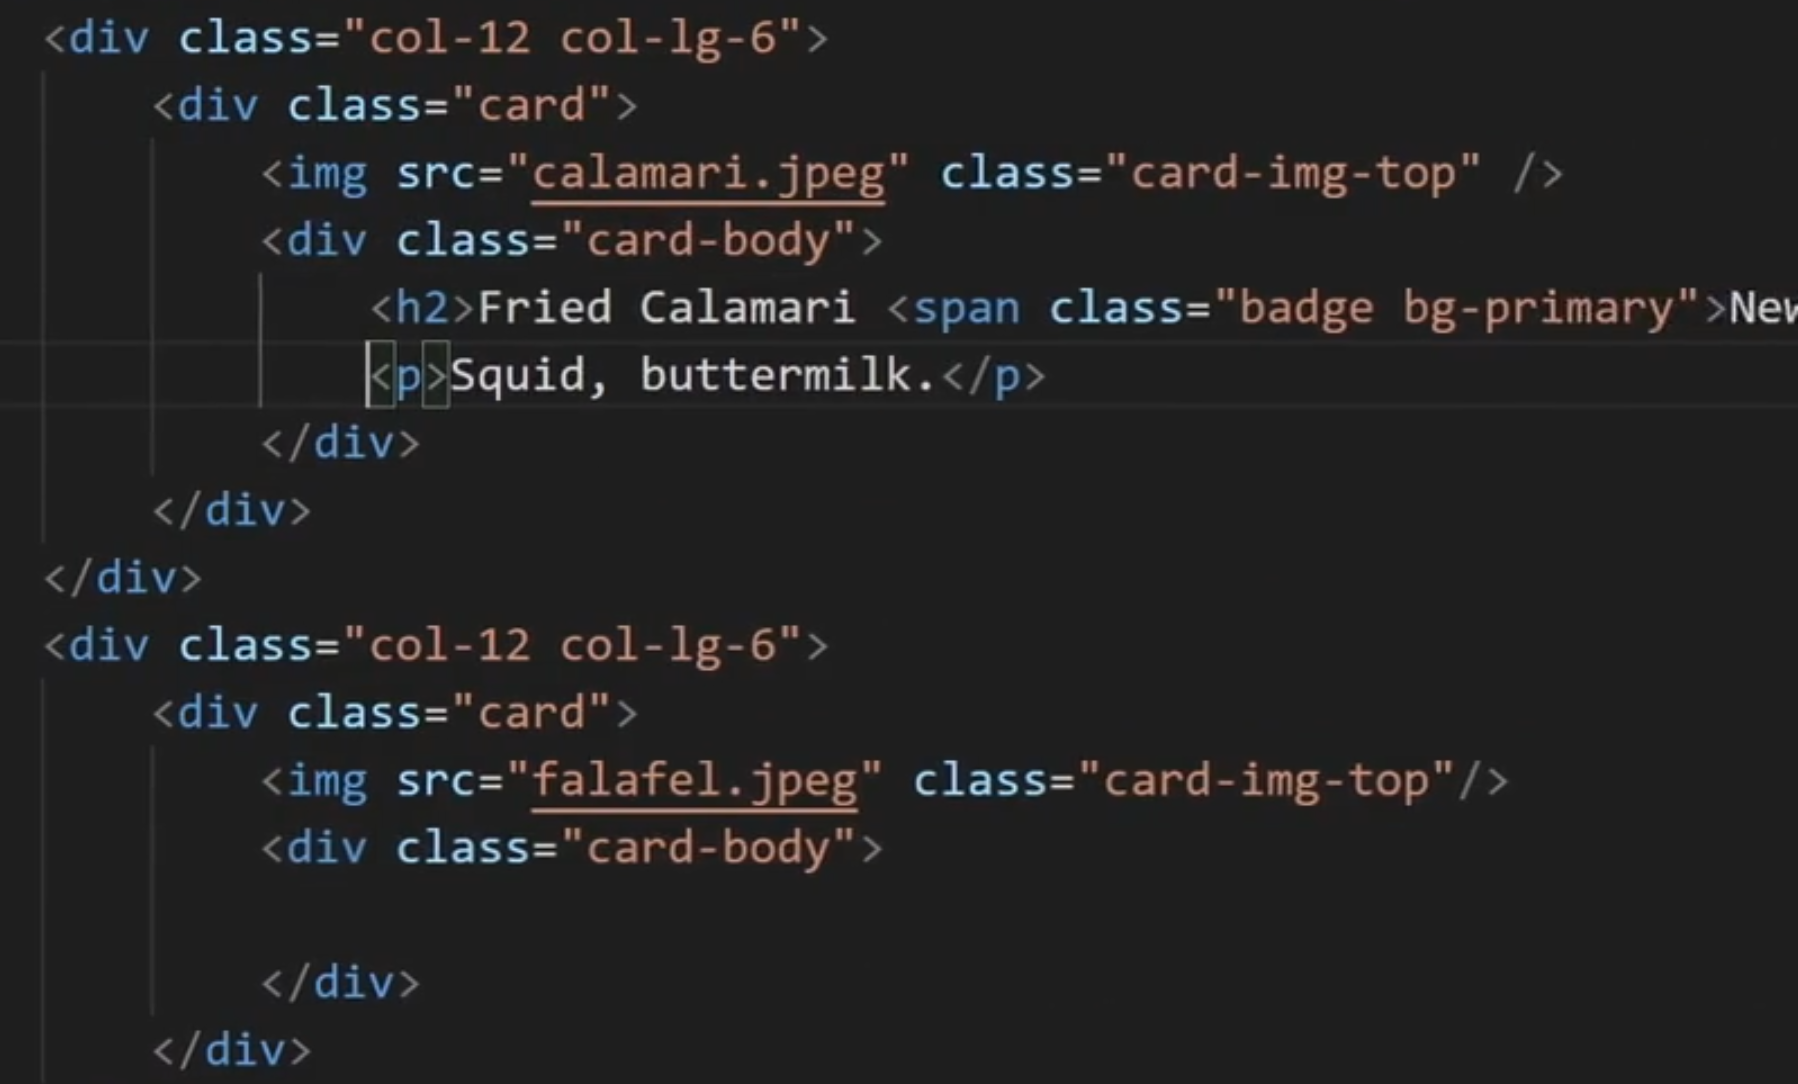 <div class="col-12 col-lg-6">
<div class="card">
<img src="calamari.jpeg" class="card-img-top" />
<div class="card-body">
<h2>Fried Calamari <span class="badge bg-primary">New
<p>Squid, buttermilk.</p>
</div>
</div>
</div>
<div class="col-12 col-lg-6">
<div class="card">
<img src="falafel.jpeg" class="card-img-top"/>
<div class="card-body">
</div>
</div>